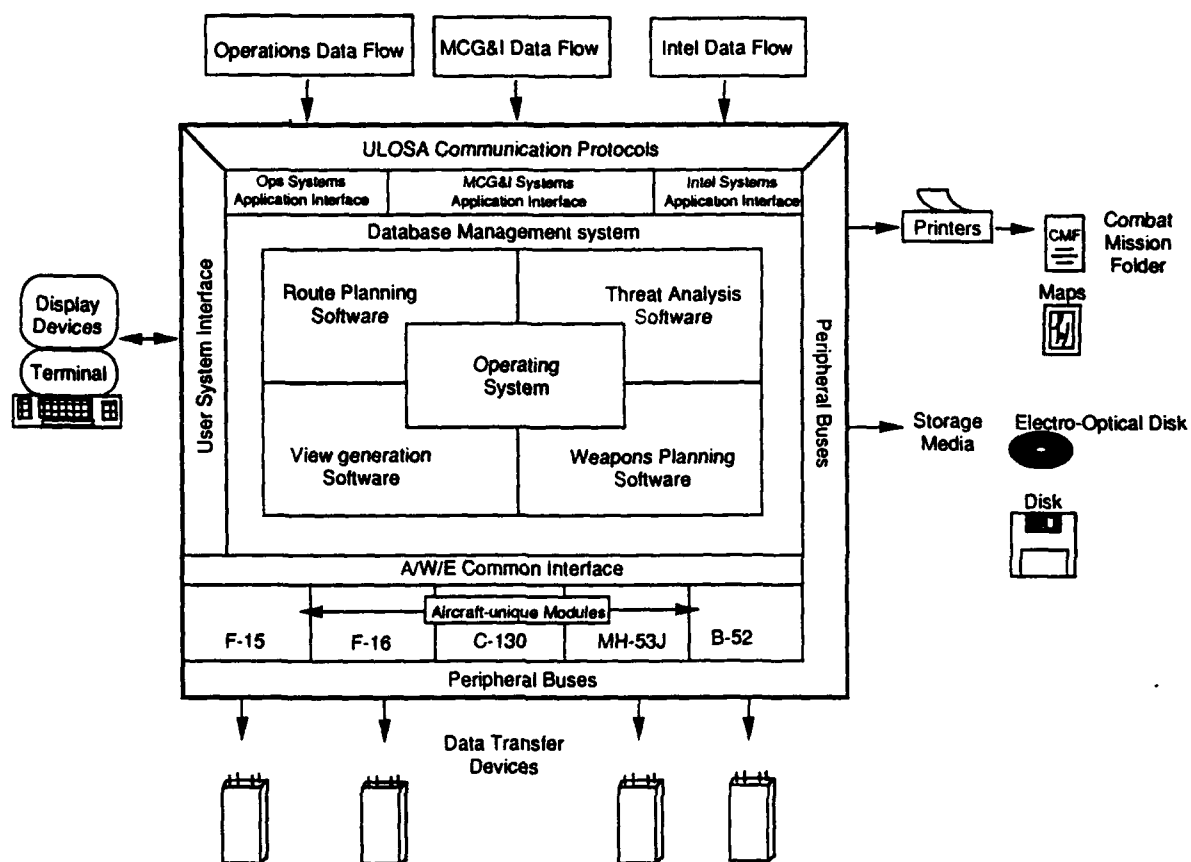 Operations Data Flow
MCG&I Data Flow
Intel Data Flow
ULOSA Communication Protocols
Ops Systems
Application Interface
MCG&I Systems
Application Interface
Intel Systems
Application Interface
Database Management system
Route Planning
Software
Threat Analysis
Software
Operating
System
View generation
Software
Weapons Planning
Software
User System Interface
Peripheral Buses
Display
Devices
Terminal
Printers
CMF
Combat
Mission
Folder
Maps
Storage
Media
Electro-Optical Disk
Disk
A/W/E Common Interface
Aircraft-unique Modules
F-15
F-16
C-130
MH-53J
B-52
Peripheral Buses
Data Transfer
Devices